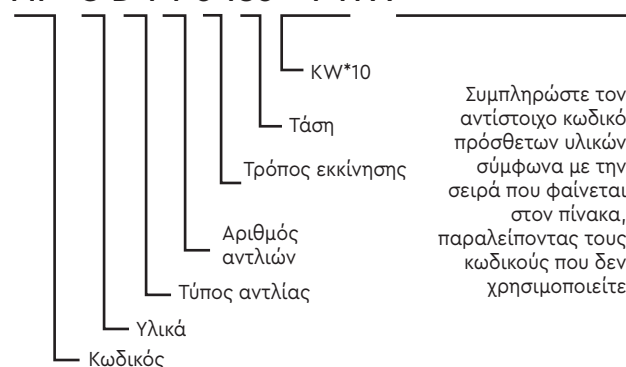 KW*10
Τάση
Τρόπος εκκίνησης
Αριθμός
αντλιών
Τύπος αντλίας
Υλικά
Κωδικός
Συμπληρώστε τον
αντίστοιχο κωδικό
πρόσθετων υλικών
σύμφωνα με την
σειρά που φαίνεται
στον πίνακα,
παραλείποντας τους
κωδικούς που δεν
χρησιμοποιείτε